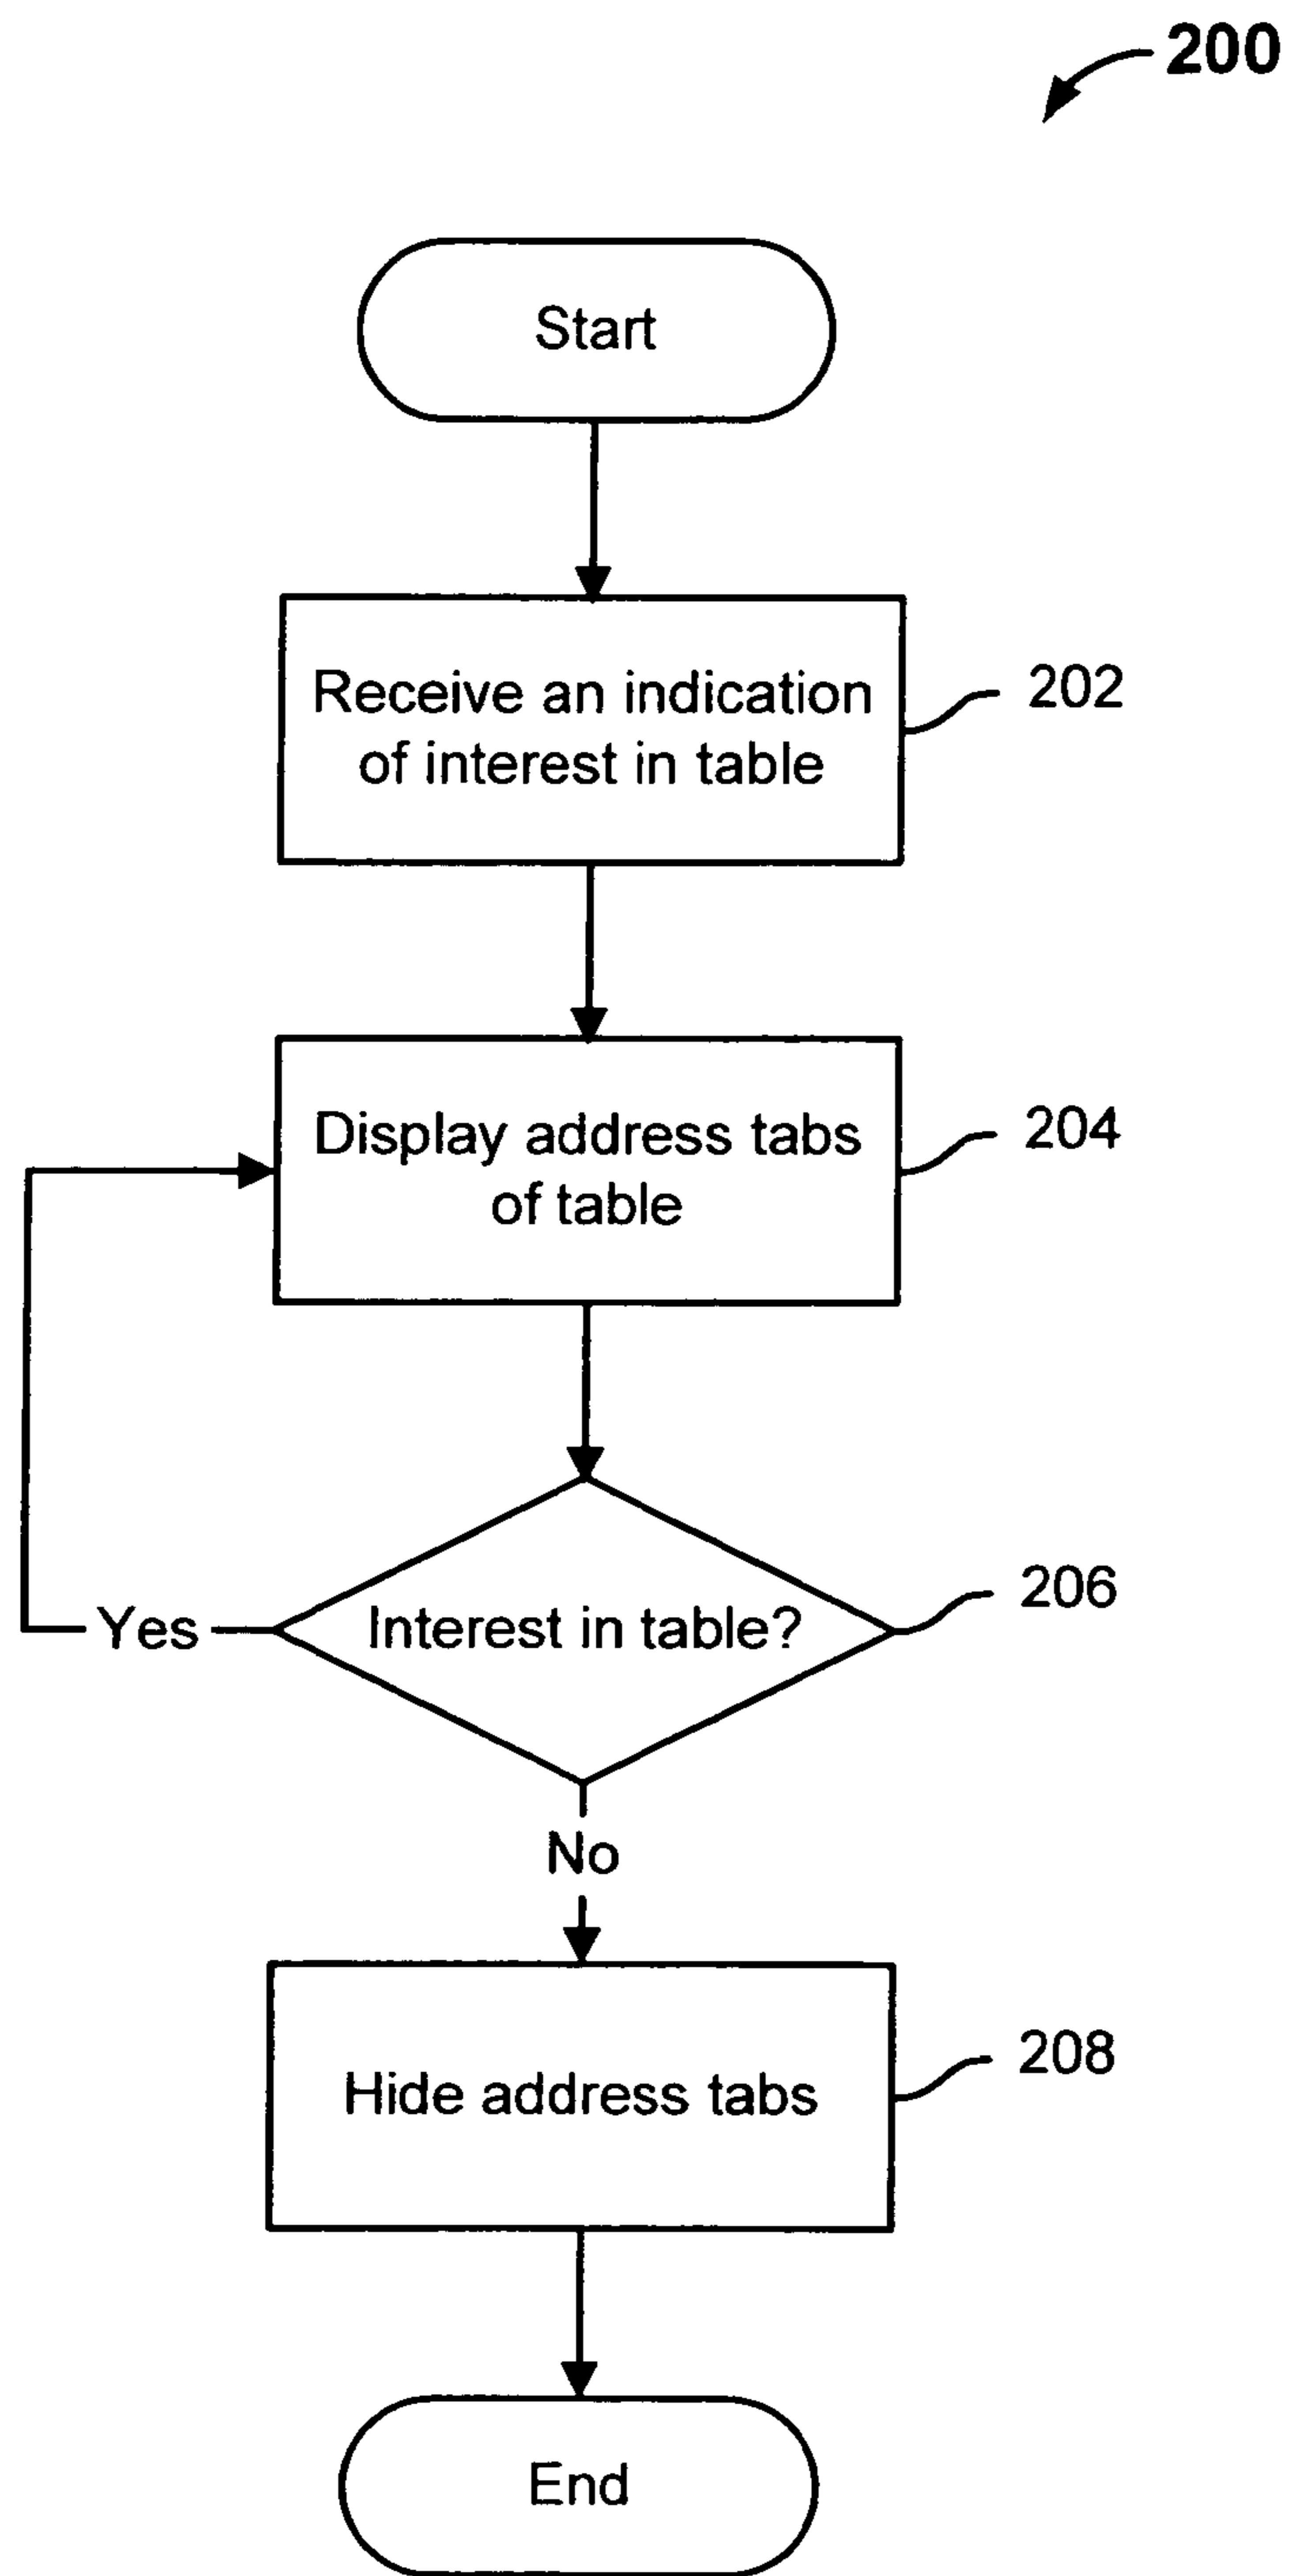 200
Start
Receive an indication
of interest in table
202
Display address tabs
of table
204
Interest in table?
206
Yes
No
Hide address tabs
208
End